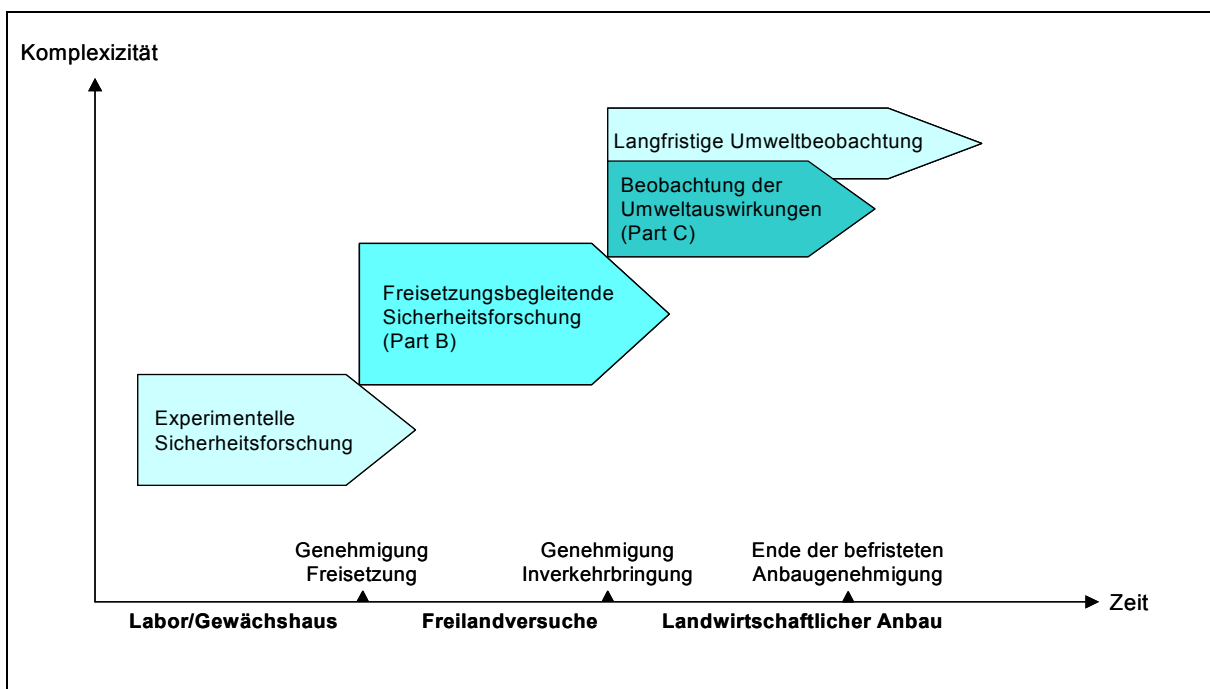 Komplexizität
Langfristige Umweltbeobachtung
Beobachtung der
Umweltauswirkungen
(Part C)
Freisetzungsbegleitende
Sicherheitsforschung
(Part B)
Experimentelle
Sicherheitsforschung
Genehmigung
Freisetzung
Genehmigung
Inverkehrbringung
Ende der befristeten
Anbaugenehmigung
Zeit
Labor/Gewächshaus
Freilandversuche
Landwirtschaftlicher Anbau